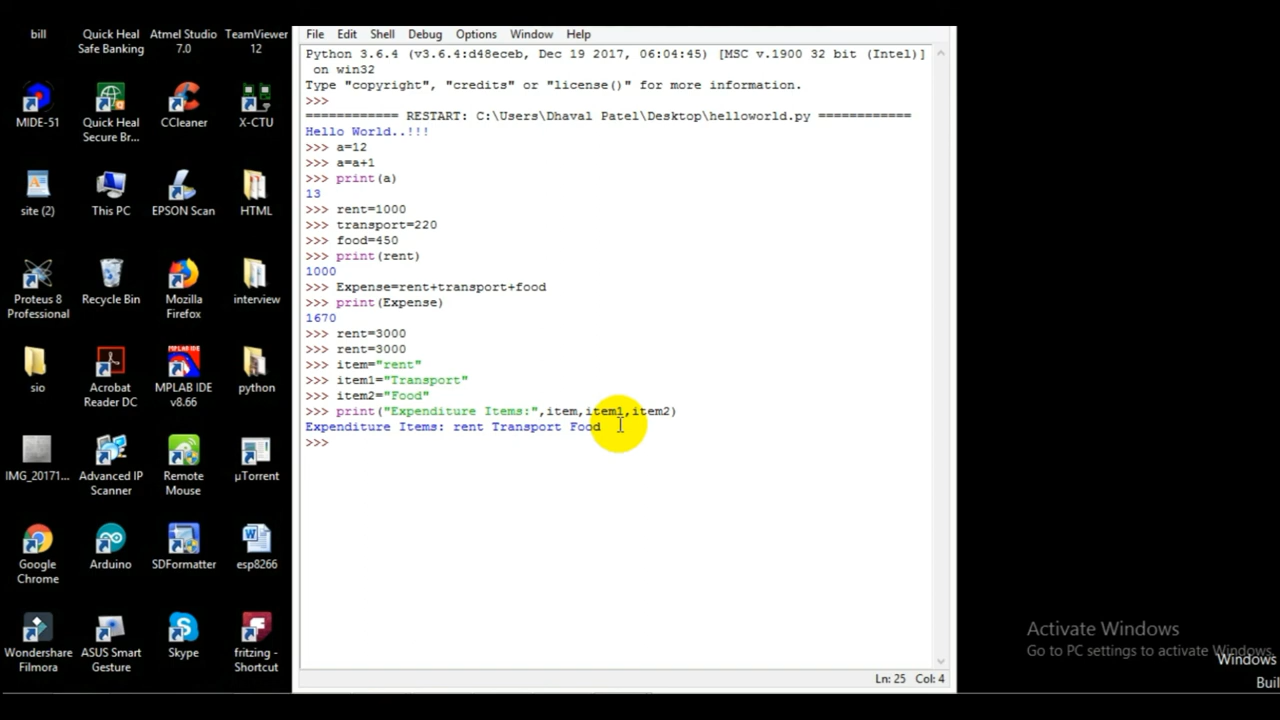 bill
Quick Heal
Safe Banking
Atmel Studio
7.0
TeamViewer
12
MIDE-51
Quick Heal
Secure Br...
CCleaner
X-CTU
site (2)
This PC
EPSON Scan
HTML
Proteus 8
Professional
Recycle Bin
Mozilla
Firefox
interview
sio
Acrobat
Reader DC
MPLAB IDE
v8.66
python
IMG_20171...
Advanced IP
Scanner
Remote
Mouse
µTorrent
Google
Chrome
Arduino
SDFormatter
esp8266
Wondershare
Filmora
ASUS Smart
Gesture
Skype
fritzing -
Shortcut
File Edit Shell Debug Options Window Help
Python 3.6.4 (v3.6.4:d48eceb, Dec 19 2017, 06:04:45) [MSC v.1900 32 bit (Intel)]
on win32
Type "copyright", "credits" or "license()" for more information.
>>>
============ RESTART: C:\Users\Dhaval Patel\Desktop\helloworld.py ============
Hello World..!!!
>>> a=12
>>> a=a+1
>>> print(a)
13
>>> rent=1000
>>> transport=220
>>> food=450
>>> print(rent)
1000
>>> Expense=rent+transport+food
>>> print(Expense)
1670
>>> rent=3000
>>> rent=3000
>>> item="rent"
>>> item1="Transport"
>>> item2="Food"
>>> print("Expenditure Items:",item,item1,item2)
Expenditure Items: rent Transport Food
>>>
Ln: 25 Col: 4
Activate Windows
Go to PC settings to activate Windows.
Windows
Buil